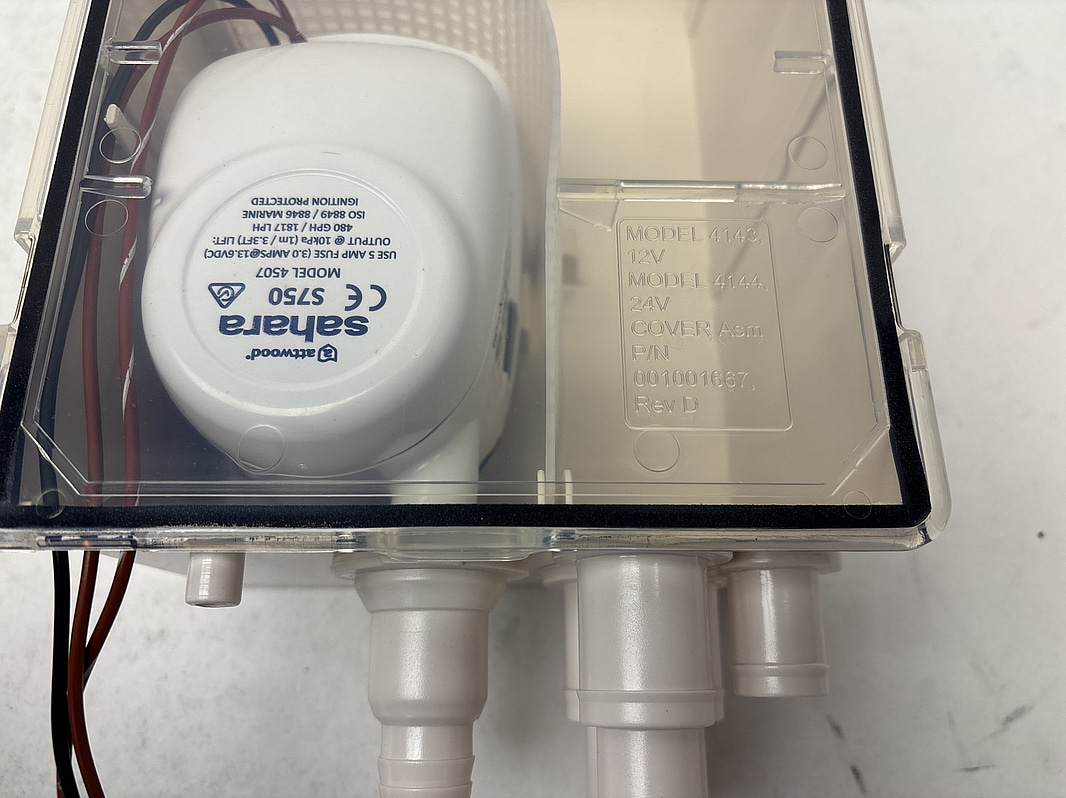 attwood®
sahara
CE S750
MODEL 4507
USE 5 AMP FUSE (3.0 AMPS@13.6VDC)
OUTPUT @ 10kPa (1m / 3.3FT) LIFT:
480 GPH / 1817 LPH
ISO 8849 / 8846 MARINE
IGNITION PROTECTED
MODEL 4143,
12V
MODEL 4144,
24V
COVER Asm
P/N
001001667,
Rev D